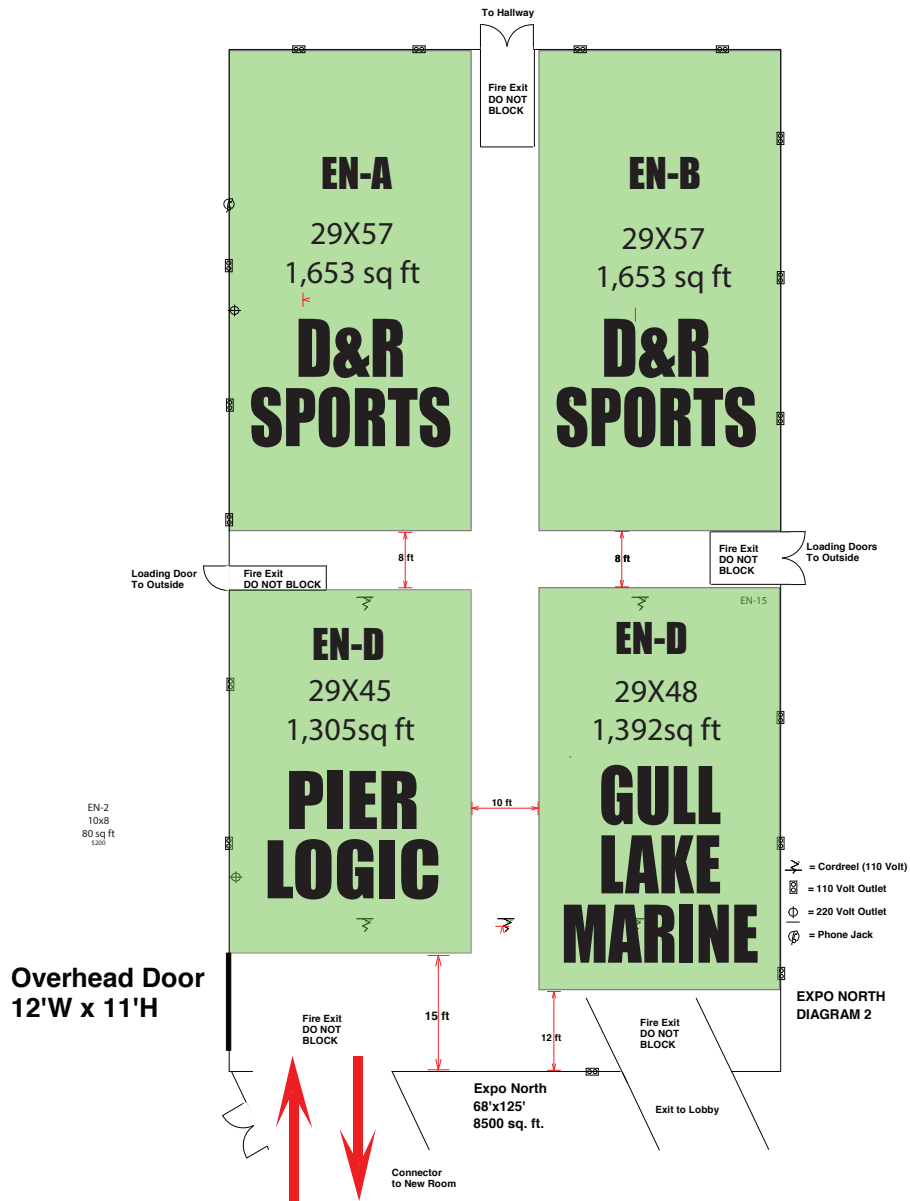 To Hallway
Fire Exit
DO NOT
BLOCK
EN-A
29X57
1,653 sq ft
D&R
SPORTS
EN-B
29X57
1,653 sq ft
D&R
SPORTS
8 ft
8 ft
Loading Door
To Outside
Fire Exit
DO NOT BLOCK
Fire Exit
DO NOT
BLOCK
Loading Doors
To Outside
EN-D
29X45
1,305sq ft
PIER
LOGIC
10 ft
EN-15
EN-D
29X48
1,392sq ft
GULL
LAKE
MARINE
EN-2
10x8
80 sq ft
5200
= Cordreel (110 Volt)
= 110 Volt Outlet
= 220 Volt Outlet
= Phone Jack
Overhead Door
12'W x 11'H
Fire Exit
DO NOT
BLOCK
15 ft
12 ft
Fire Exit
DO NOT
BLOCK
EXPO NORTH
DIAGRAM 2
Expo North
68'x125'
8500 sq. ft.
Exit to Lobby
Connector
to New Room